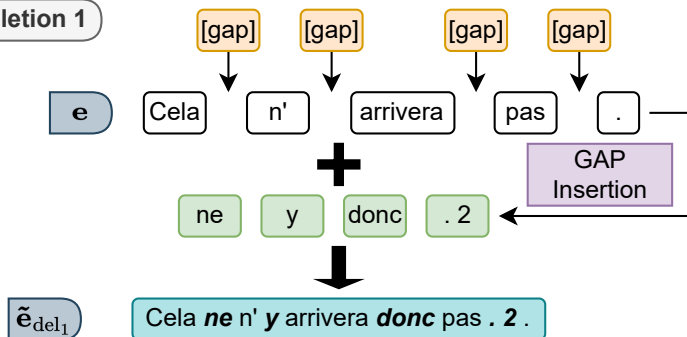 letion 1
[gap] [gap] [gap] [gap]
e Cela n' arrivera pas .
GAP
Insertion
ne y donc . 2
ẽdel₁ Cela ne n' y arrivera donc pas . 2 .